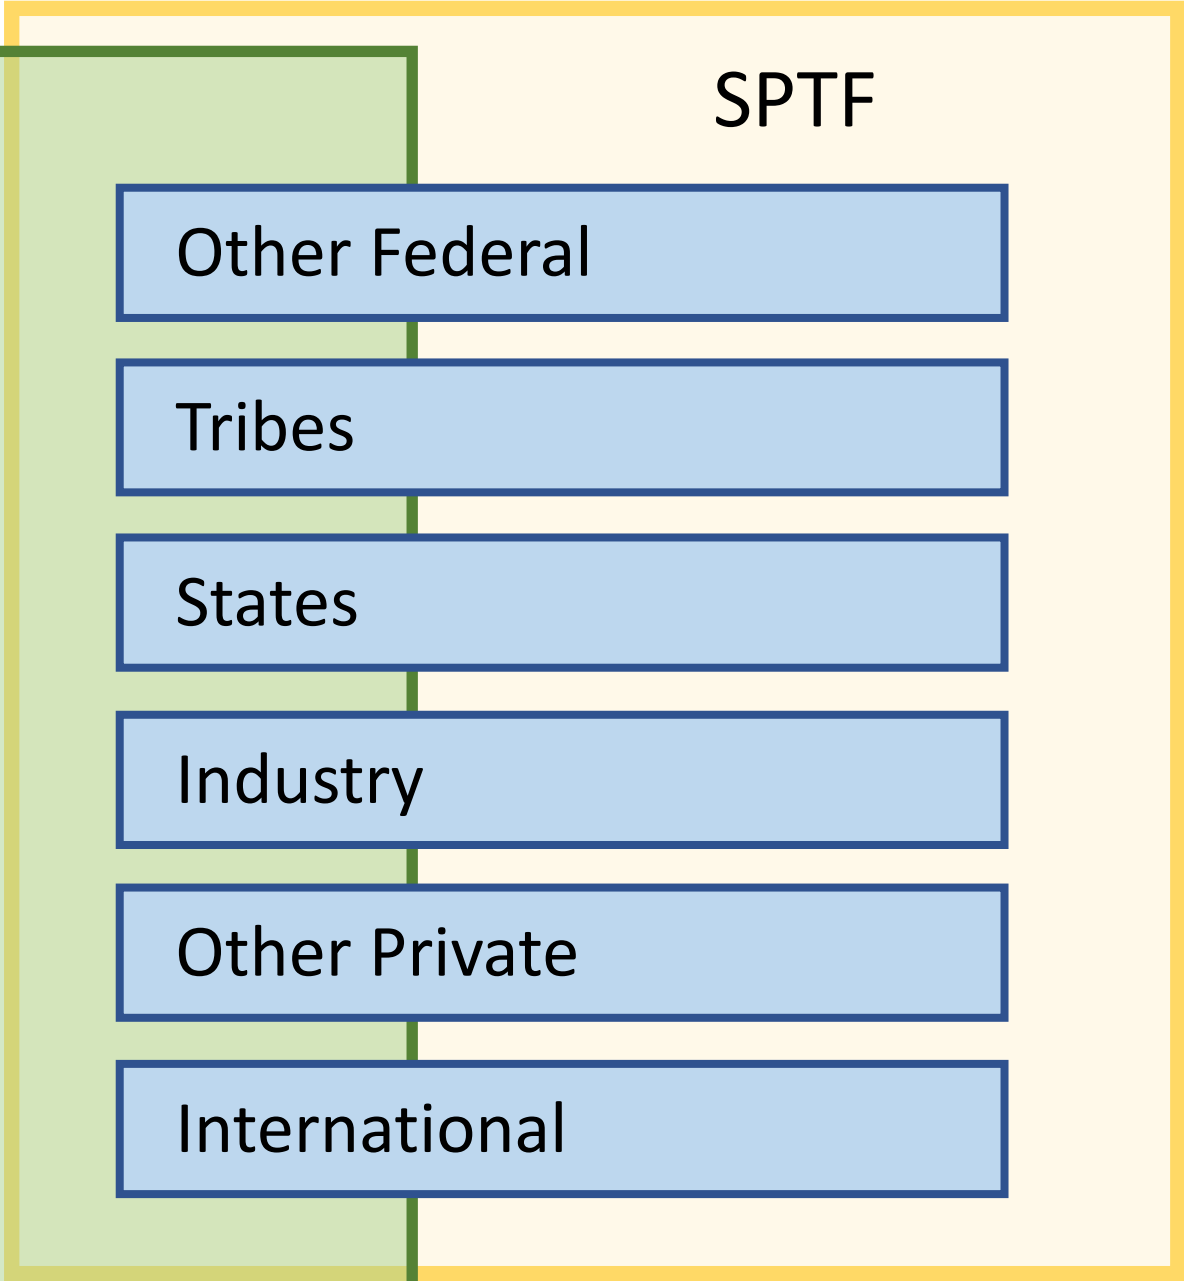 SPTF
Other Federal
Tribes
States
Industry
Other Private
International